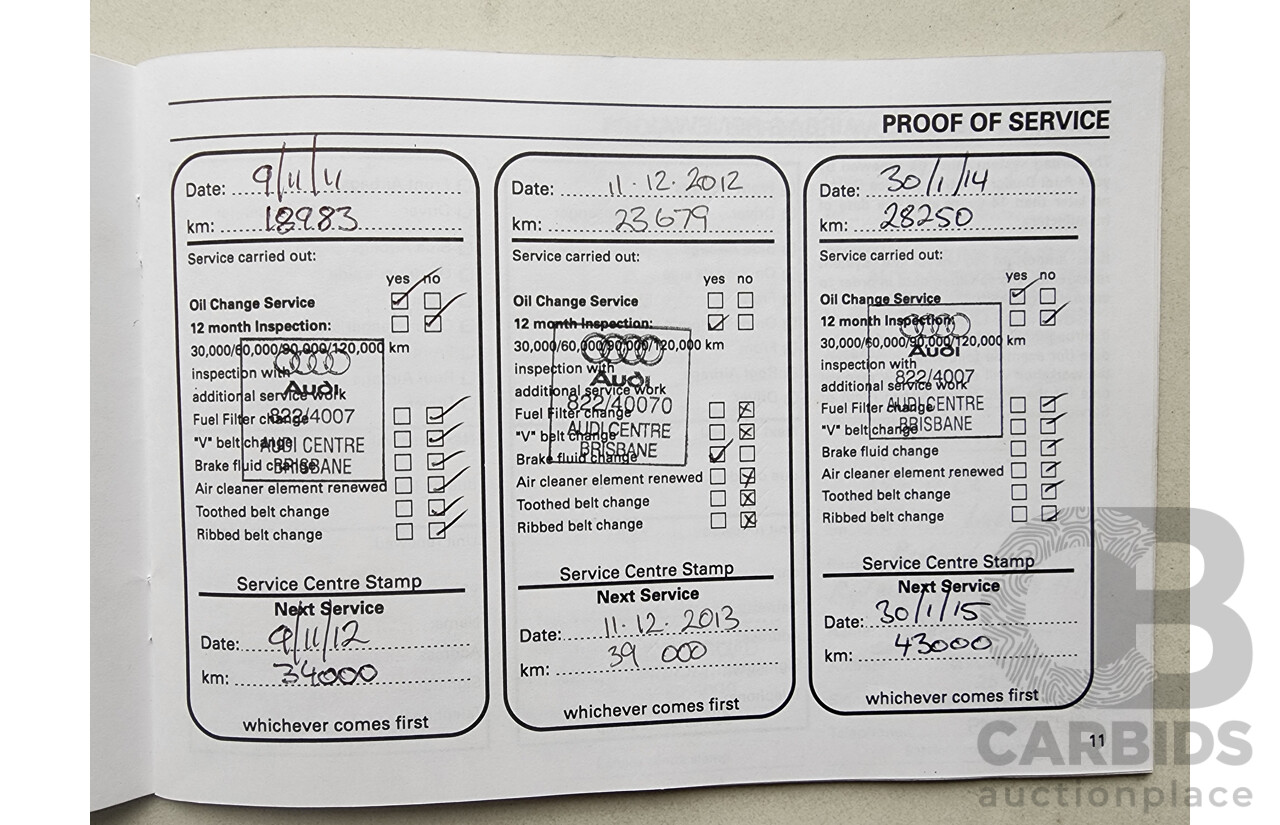 PROOF OF SERVICE
Date: 9/11/11
km: 18983
Service carried out:
yes no
Oil Change Service
12 month Inspection:
30,000/60,000/90,000/120,000 km
inspection with
additional service work
Fuel Filter change
"V" belt change
Brake fluid change
Air cleaner element renewed
Toothed belt change
Ribbed belt change
Audi
822/4007
AUDI CENTRE
BRISBANE
Service Centre Stamp
Next Service
Date: 9/11/12
km: 34000
whichever comes first
Date: 11.12.2012
km: 23679
Service carried out:
yes no
Oil Change Service
12 month Inspection:
30,000/60,000/90,000/120,000 km
inspection with
additional service work
Fuel Filter change
"V" belt change
Brake fluid change
Air cleaner element renewed
Toothed belt change
Ribbed belt change
Audi
822/40070
AUDI CENTRE
BRISBANE
Service Centre Stamp
Next Service
Date: 11.12.2013
km: 39 000
whichever comes first
Date: 30/1/14
km: 28250
Service carried out:
yes no
Oil Change Service
12 month Inspection:
30,000/60,000/90,000/120,000 km
inspection with
additional service work
Fuel Filter change
"V" belt change
Brake fluid change
Air cleaner element renewed
Toothed belt change
Ribbed belt change
Audi
822/4007
AUDI CENTRE
BRISBANE
Service Centre Stamp
Next Service
Date: 30/1/15
km: 43000
whichever comes first
11
CB
CARBIDS
auctionplace